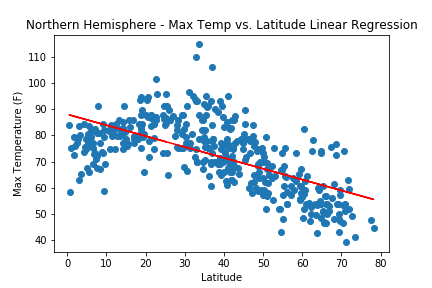 Northern Hemisphere - Max Temp vs. Latitude Linear Regression
Max Temperature (F)
110
100
90
80
70
60
50
40
0 10 20 30 40 50 60 70 80
Latitude